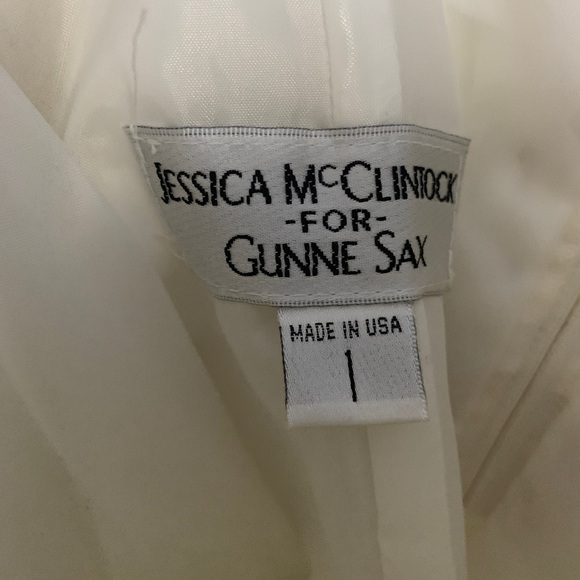 JESSICA MCCLINTOCK
-FOR-
GUNNE SAX
MADE IN USA
1